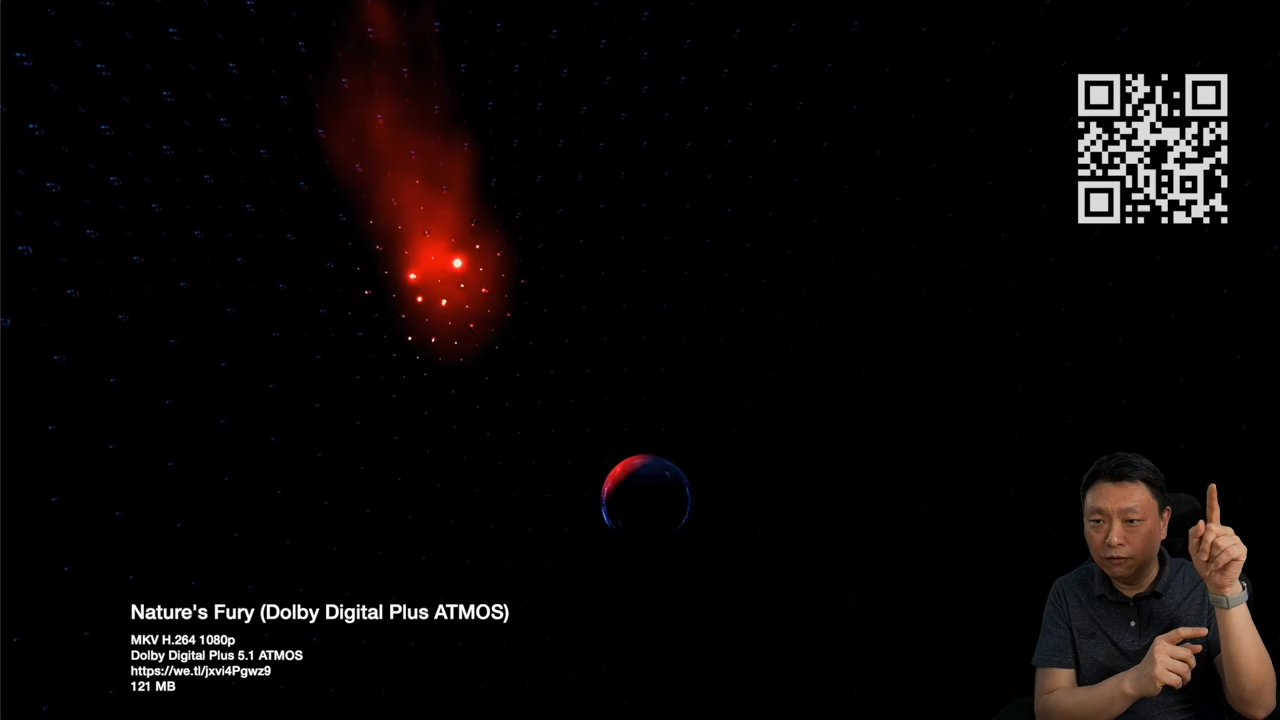 Nature's Fury (Dolby Digital Plus ATMOS)
MKV H.264 1080p
Dolby Digital Plus 5.1 ATMOS
https://we.tl/jxvi4Pgwz9
121 MB